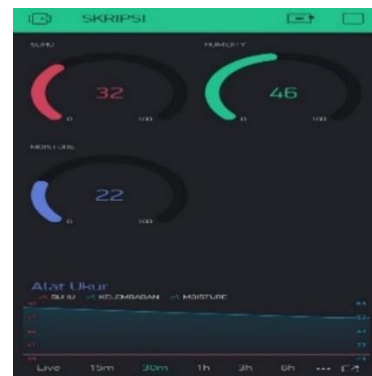 SKRIPSI
SUHU HUMIDITY
32 46
0 100 0 100
MOISTURE
22
0 100
Alat Ukur
SUHU KELEMBABAN MOISTURE
Live 15m 30m 1h 3h 6h ...